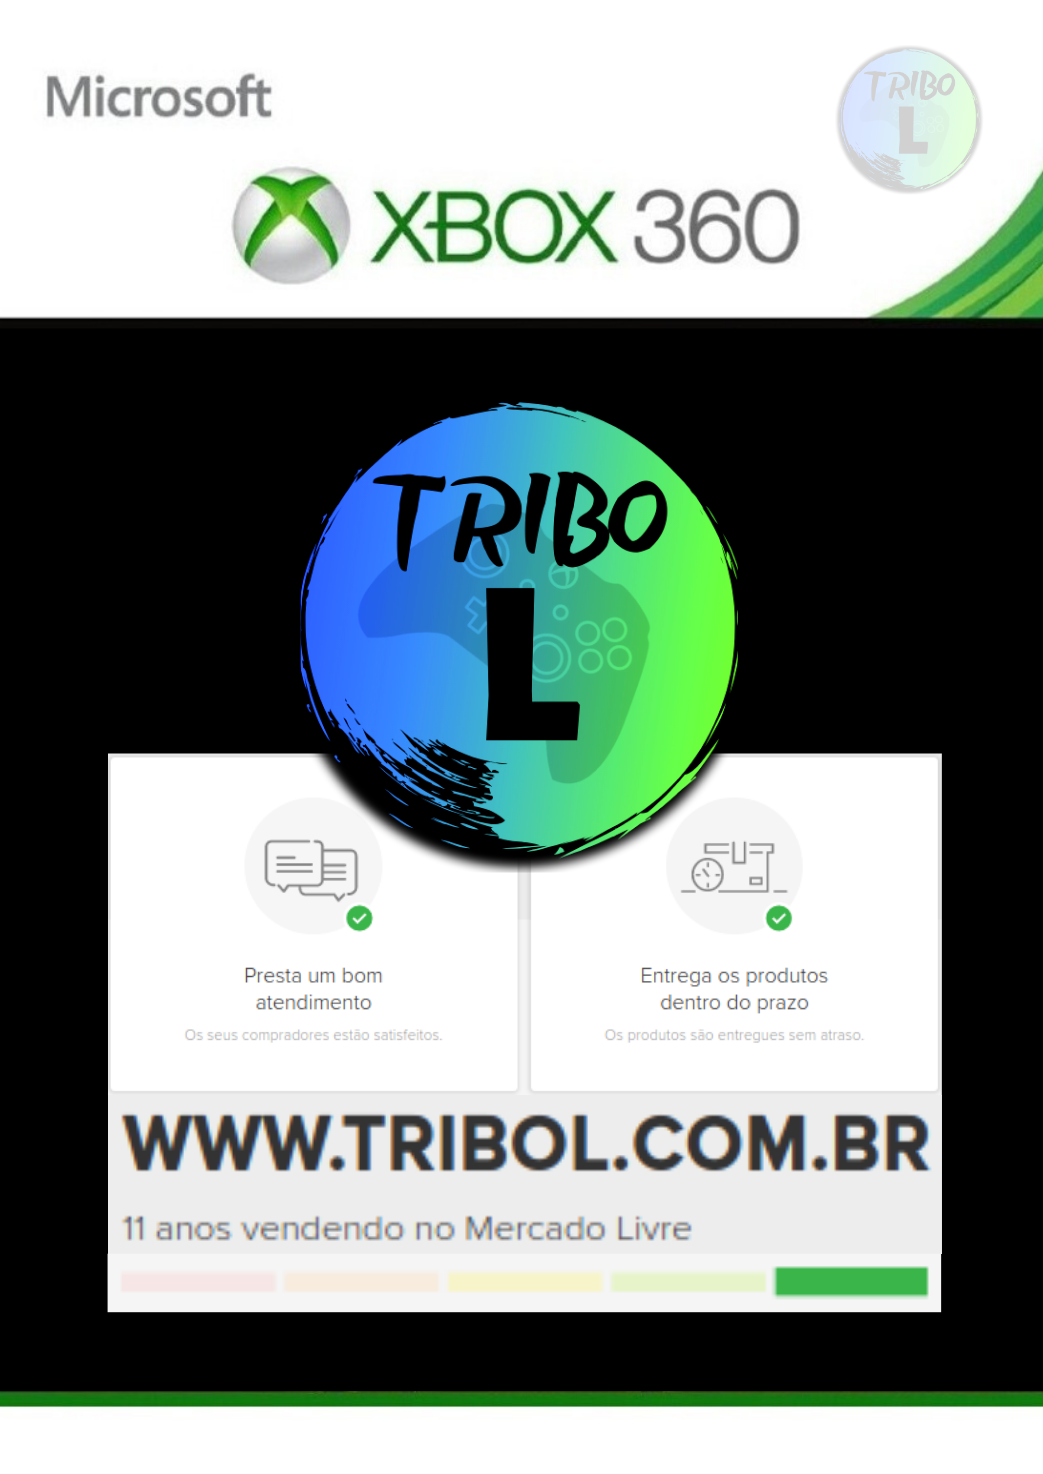 Microsoft
TRIBO
L
XBOX 360
TRIBO
L
Presta um bom
atendimento
Os seus compradores estão satisfeitos.
Entrega os produtos
dentro do prazo
Os produtos são entregues sem atraso.
WWW.TRIBOL.COM.BR
11 anos vendendo no Mercado Livre